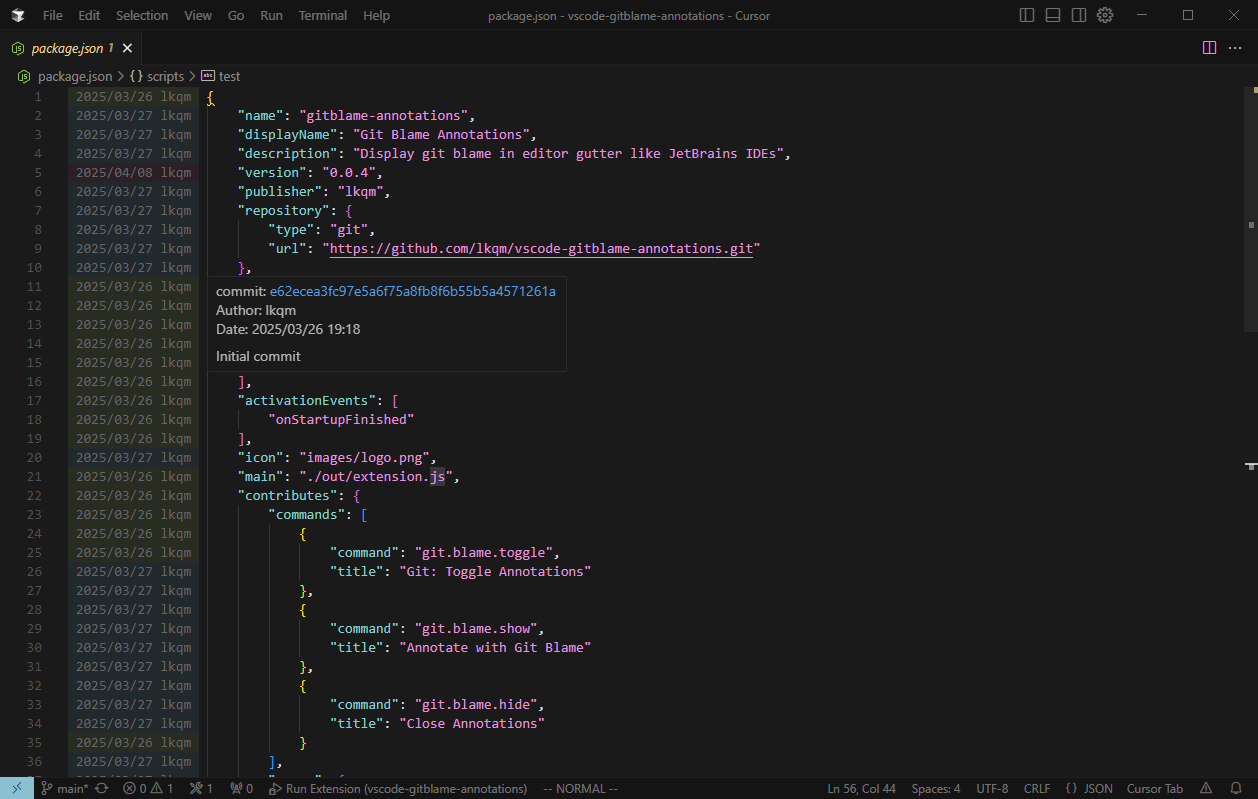 File Edit Selection View Go Run Terminal Help package.json - vscode-gitblame-annotations - Cursor
package.json 1
package.json > {} scripts > test
1 2025/03/26 lkqm {
2 2025/03/27 lkqm "name": "gitblame-annotations",
3 2025/03/27 lkqm "displayName": "Git Blame Annotations",
4 2025/03/27 lkqm "description": "Display git blame in editor gutter like JetBrains IDEs",
5 2025/04/08 lkqm "version": "0.0.4",
6 2025/03/27 lkqm "publisher": "lkqm",
7 2025/03/27 lkqm "repository": {
8 2025/03/27 lkqm "type": "git",
9 2025/03/27 lkqm "url": "https://github.com/lkqm/vscode-gitblame-annotations.git"
10 2025/03/27 lkqm },
11 2025/03/26 lkqm
commit: e62ecea3fc97e5a6f75a8fb8f6b55b5a4571261a
12 2025/03/26 lkqm
Author: lkqm
13 2025/03/26 lkqm
Date: 2025/03/26 19:18
14 2025/03/26 lkqm
Initial commit
15 2025/03/26 lkqm
16 2025/03/26 lkqm ],
17 2025/03/26 lkqm "activationEvents": [
18 2025/03/26 lkqm "onStartupFinished"
19 2025/03/26 lkqm ],
20 2025/03/27 lkqm "icon": "images/logo.png",
21 2025/03/26 lkqm "main": "./out/extension.js",
22 2025/03/26 lkqm "contributes": {
23 2025/03/26 lkqm "commands": [
24 2025/03/26 lkqm {
25 2025/03/26 lkqm "command": "git.blame.toggle",
26 2025/03/27 lkqm "title": "Git: Toggle Annotations"
27 2025/03/27 lkqm },
28 2025/03/27 lkqm {
29 2025/03/27 lkqm "command": "git.blame.show",
30 2025/03/27 lkqm "title": "Annotate with Git Blame"
31 2025/03/27 lkqm },
32 2025/03/27 lkqm {
33 2025/03/27 lkqm "command": "git.blame.hide",
34 2025/03/27 lkqm "title": "Close Annotations"
35 2025/03/26 lkqm }
36 2025/03/27 lkqm ],
main* 0 1 1 0 Run Extension (vscode-gitblame-annotations) -- NORMAL -- Ln 56, Col 44 Spaces: 4 UTF-8 CRLF {} JSON Cursor Tab